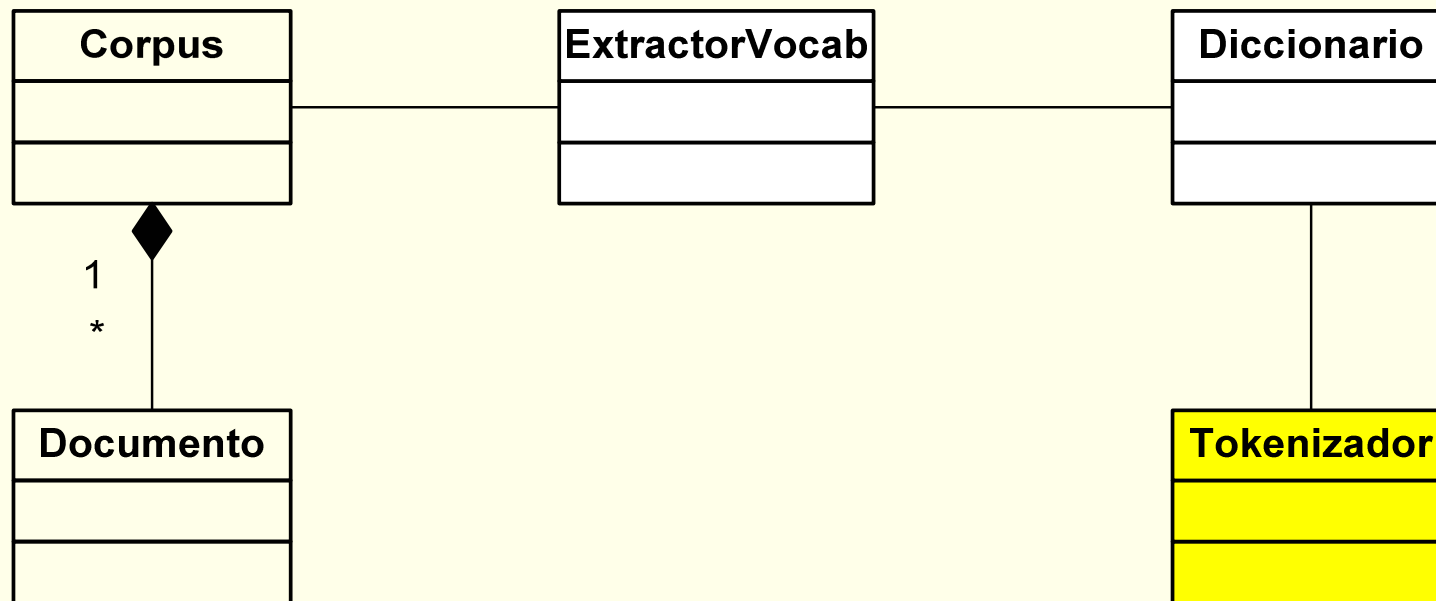 Corpus
ExtractorVocab
Diccionario
1
*
Documento
Tokenizador